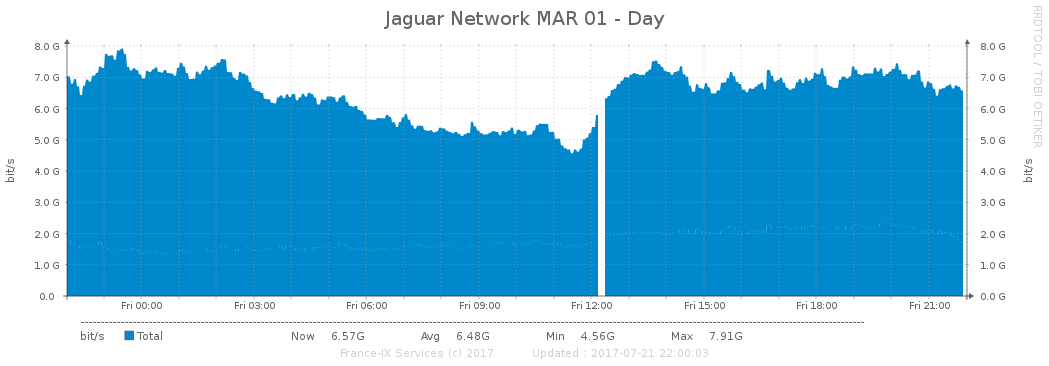 Jaguar Network MAR 01 - Day
RRDTOOL / TOBI OETIKER
bit/s
8.0 G
7.0 G
6.0 G
5.0 G
4.0 G
3.0 G
2.0 G
1.0 G
0.0
8.0 G
7.0 G
6.0 G
5.0 G
4.0 G
3.0 G
2.0 G
1.0 G
0.0 G
bit/s
Fri 00:00 Fri 03:00 Fri 06:00 Fri 09:00 Fri 12:00 Fri 15:00 Fri 18:00 Fri 21:00
bit/s Total Now 6.57G Avg 6.48G Min 4.56G Max 7.91G
France-IX Services (c) 2017 Updated : 2017-07-21 22:00:03